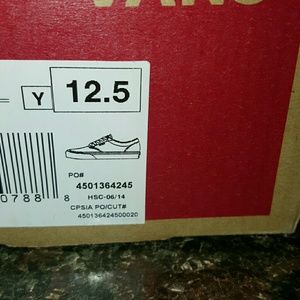 VANS
Y 12.5
PO#
4501364245
HSC-06/14
CPSIA PO/CUT#
450136424500020
0788 8